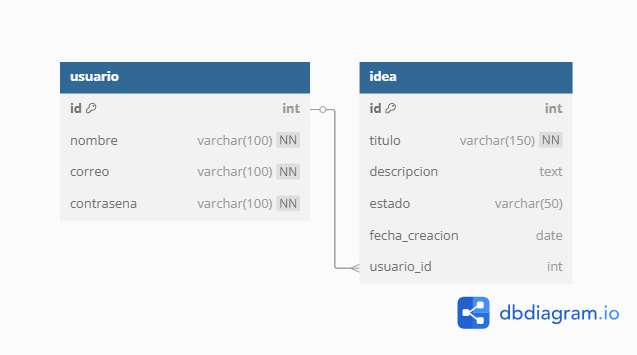 usuario
id int
nombre varchar(100) NN
correo varchar(100) NN
contrasena varchar(100) NN
idea
id int
titulo varchar(150) NN
descripcion text
estado varchar(50)
fecha_creacion date
usuario_id int
dbdiagram.io